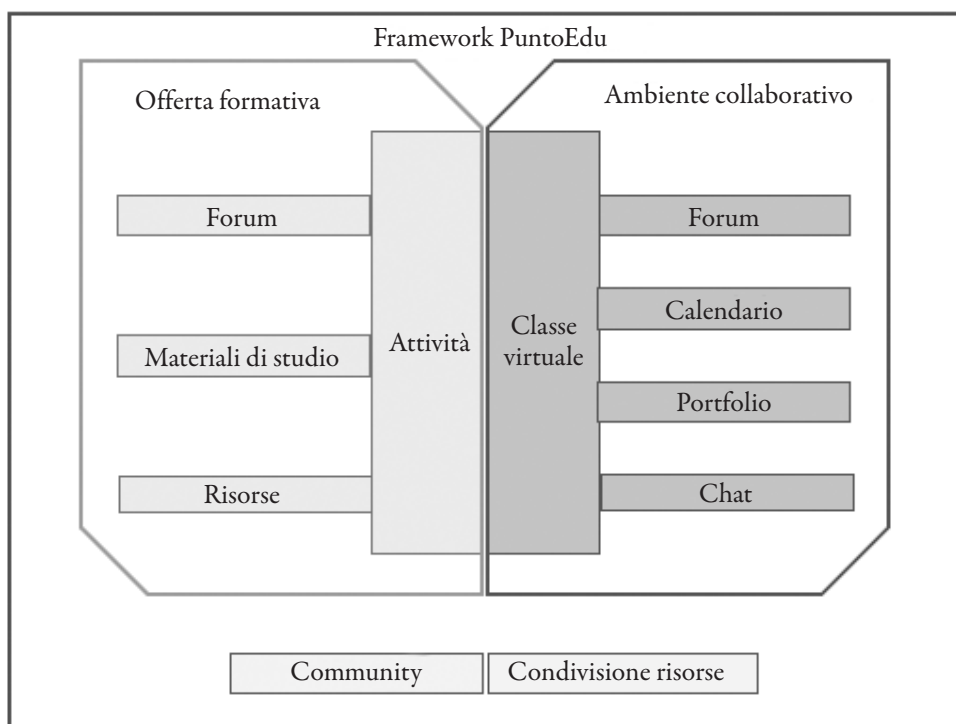 Framework PuntoEdu
Offerta formativa
Forum
Materiali di studio
Risorse
Attività
Ambiente collaborativo
Classe
virtuale
Forum
Calendario
Portfolio
Chat
Community
Condivisione risorse